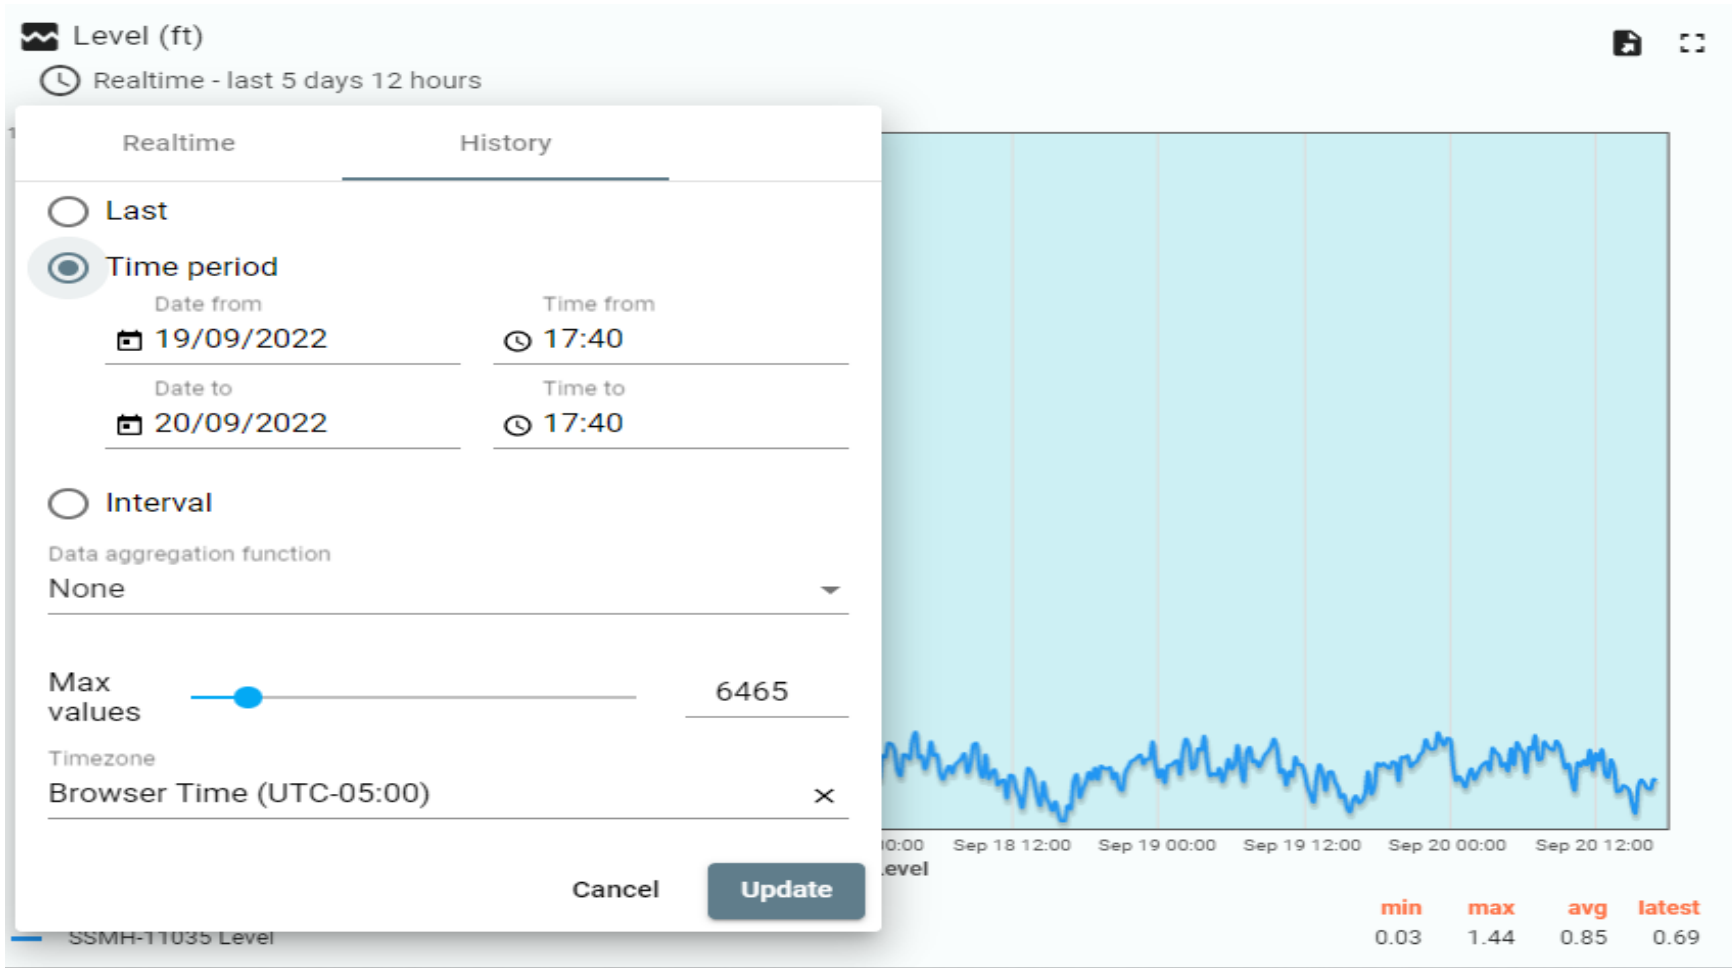 Level (ft)
Realtime - last 5 days 12 hours
Realtime History
Last
Time period
Date from Time from
19/09/2022 17:40
Date to Time to
20/09/2022 17:40
Interval
Data aggregation function
None
Max
values
6465
Timezone
Browser Time (UTC-05:00)
Cancel Update
Sep 18 12:00 Sep 19 00:00 Sep 19 12:00 Sep 20 00:00 Sep 20 12:00
min max avg latest
SSMH-11035 Level 0.03 1.44 0.85 0.69